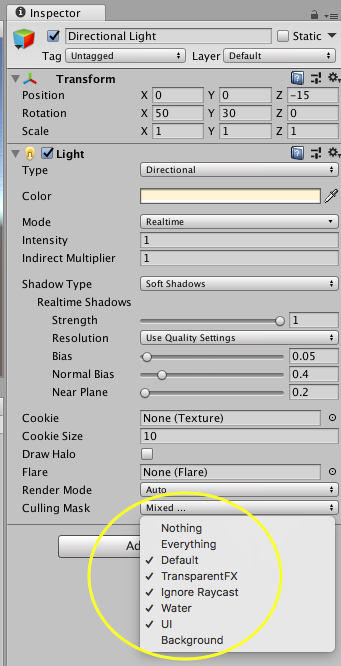 Inspector
Directional Light Static
Tag Untagged Layer Default
Transform
Position X 0 Y 0 Z −15
Rotation X 50 Y 30 Z 0
Scale X 1 Y 1 Z 1
Light
Type Directional
Color
Mode Realtime
Intensity 1
Indirect Multiplier 1
Shadow Type Soft Shadows
Realtime Shadows
Strength 1
Resolution Use Quality Settings
Bias 0.05
Normal Bias 0.4
Near Plane 0.2
Cookie None (Texture)
Cookie Size 10
Draw Halo
Flare None (Flare)
Render Mode Auto
Culling Mask Mixed ...
Nothing
Everything
Ad
Default
TransparentFX
Ignore Raycast
Water
UI
Background